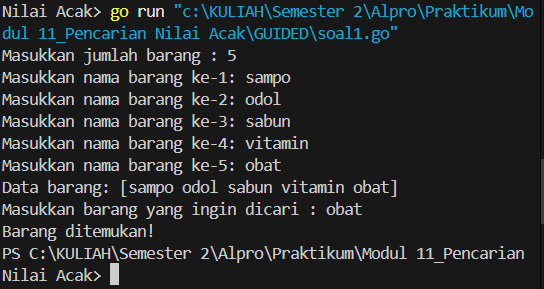 Nilai Acak> go run "c:\KULIAH\Semester 2\Alpro\Praktikum\Mo
dul 11_Pencarian Nilai Acak\GUIDED\soal1.go"
Masukkan jumlah barang : 5
Masukkan nama barang ke-1: sampo
Masukkan nama barang ke-2: odol
Masukkan nama barang ke-3: sabun
Masukkan nama barang ke-4: vitamin
Masukkan nama barang ke-5: obat
Data barang: [sampo odol sabun vitamin obat]
Masukkan barang yang ingin dicari : obat
Barang ditemukan!
PS C:\KULIAH\Semester 2\Alpro\Praktikum\Modul 11_Pencarian
Nilai Acak>